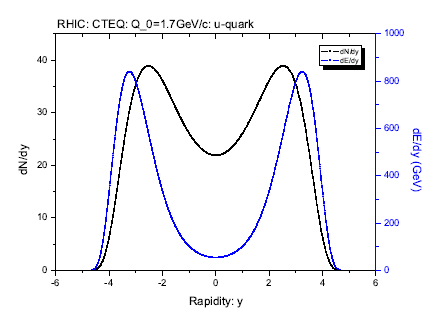 RHIC: CTEQ: Q_0=1.7GeV/c: u-quark
dN/dy
dE/dy
40
30
20
10
0
dN/dy
1000
800
600
400
200
0
dE/dy (GeV)
-6 -4 -2 0 2 4 6
Rapidity: y